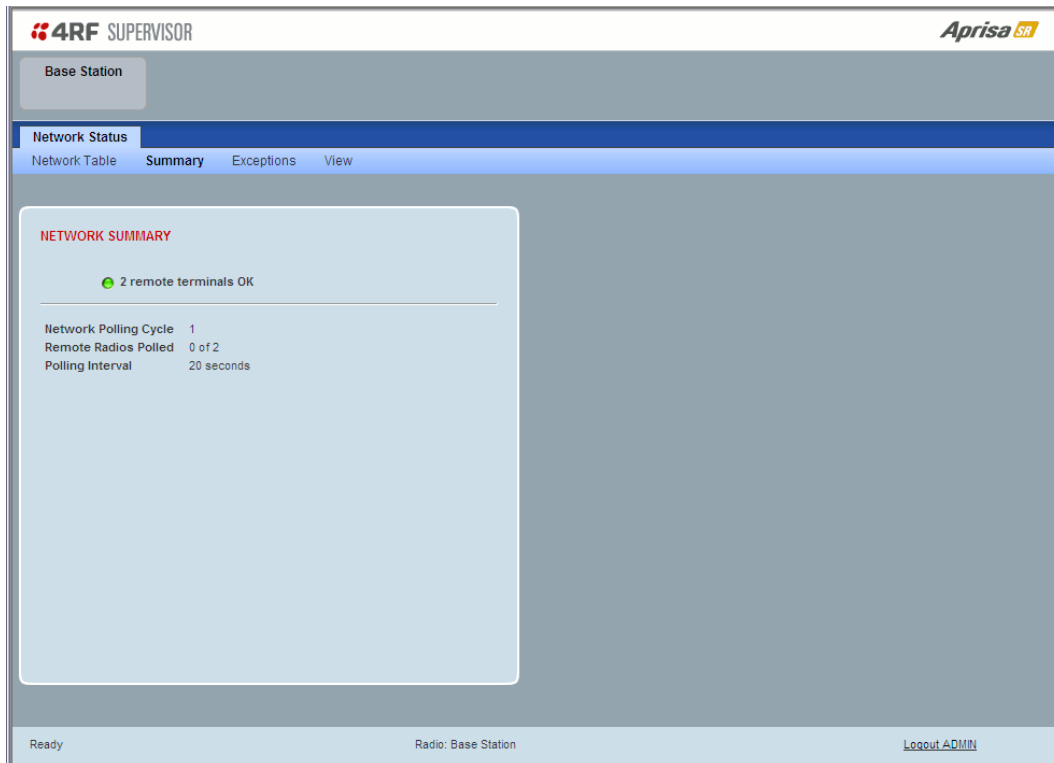 4RF SUPERVISOR
Aprisa SR
Base Station
Network Status
Network Table Summary Exceptions View
NETWORK SUMMARY
2 remote terminals OK
Network Polling Cycle 1
Remote Radios Polled 0 of 2
Polling Interval 20 seconds
Ready Radio: Base Station Logout ADMIN